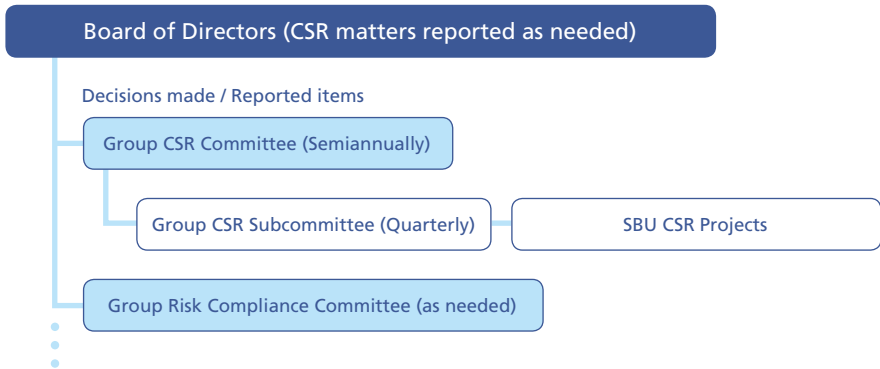 Board of Directors (CSR matters reported as needed)
Decisions made / Reported items
Group CSR Committee (Semiannually)
Group CSR Subcommittee (Quarterly)
SBU CSR Projects
Group Risk Compliance Committee (as needed)